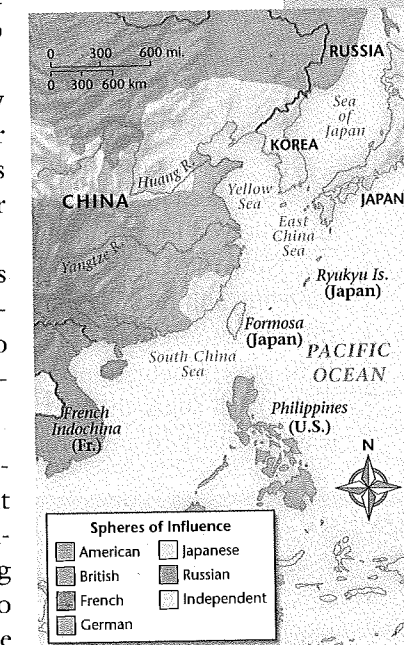 0 300 600 mi.
0 300 600 km
RUSSIA
Sea
of
Japan
KOREA
Huang R.
CHINA
Yellow
Sea
JAPAN
East
China
Sea
Yangtze R.
Ryukyu Is.
(Japan)
Formosa
(Japan)
South China
Sea
PACIFIC
OCEAN
French
Indochina
(Fr.)
Philippines
(U.S.)
N
Spheres of Influence
American
British
French
German
Japanese
Russian
Independent